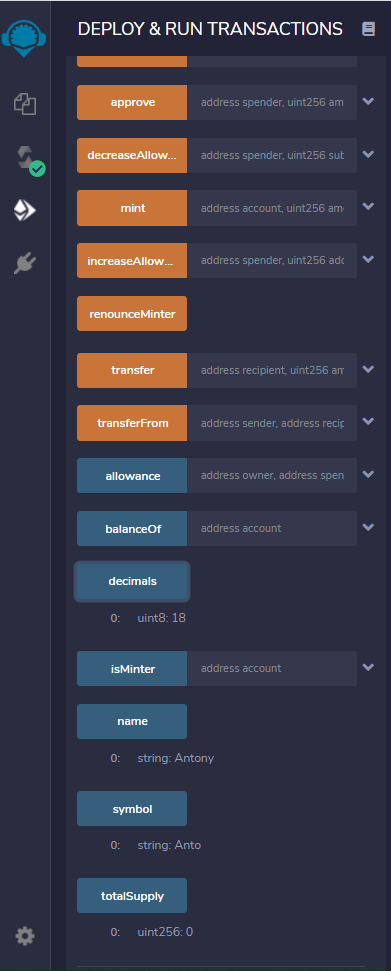 DEPLOY & RUN TRANSACTIONS
approve address spender, uint256 am
decreaseAllow... address spender, uint256 sub
mint address account, uint256 am
increaseAllow... address spender, uint256 add
renounceMinter
transfer address recipient, uint256 am
transferFrom address sender, address recip
allowance address owner, address spen
balanceOf address account
decimals
0: uint8: 18
isMinter address account
name
0: string: Antony
symbol
0: string: Anto
totalSupply
0: uint256: 0